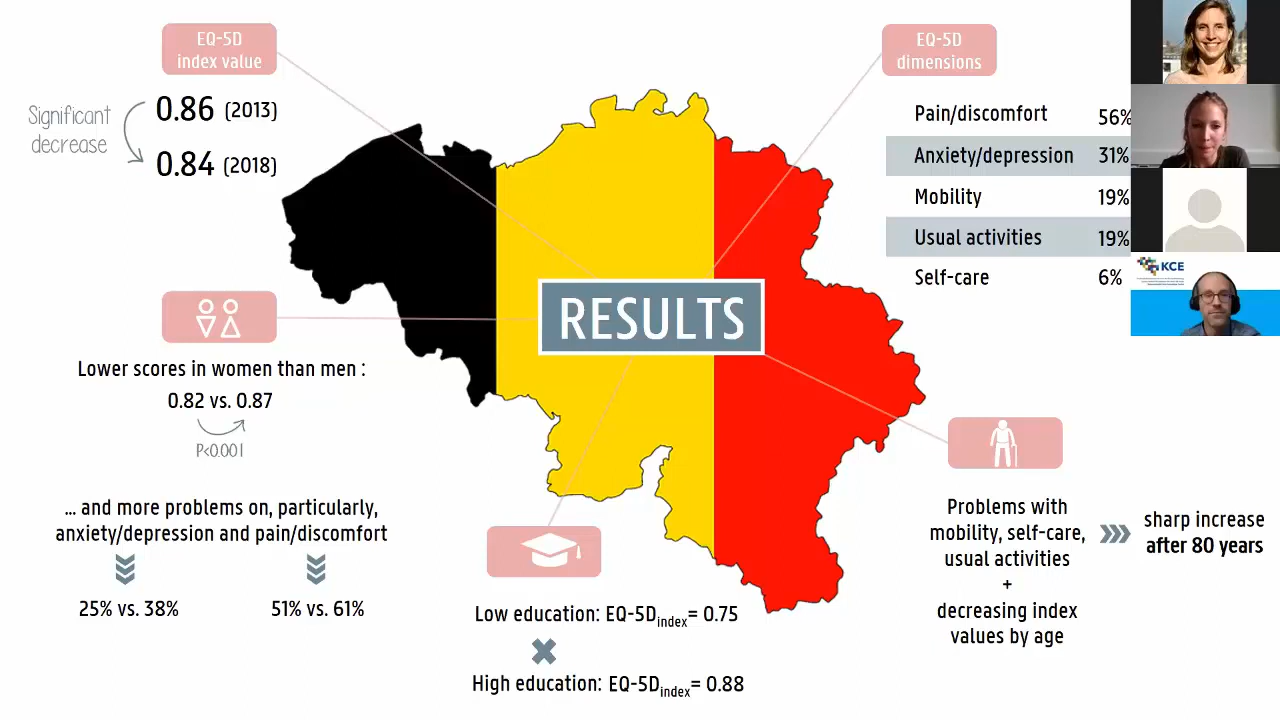 EQ-5D
index value
Significant
decrease
0.86 (2013)
0.84 (2018)
EQ-5D
dimensions
Pain/discomfort 56%
Anxiety/depression 31%
Mobility 19%
Usual activities 19%
Self-care 6%
KCE
RESULTS
Lower scores in women than men :
0.82 vs. 0.87
P<0.001
... and more problems on, particularly,
anxiety/depression and pain/discomfort
25% vs. 38%
51% vs. 61%
Low education: EQ-5Dindex= 0.75
High education: EQ-5Dindex= 0.88
Problems with
mobility, self-care,
usual activities
+
decreasing index
values by age
sharp increase
after 80 years